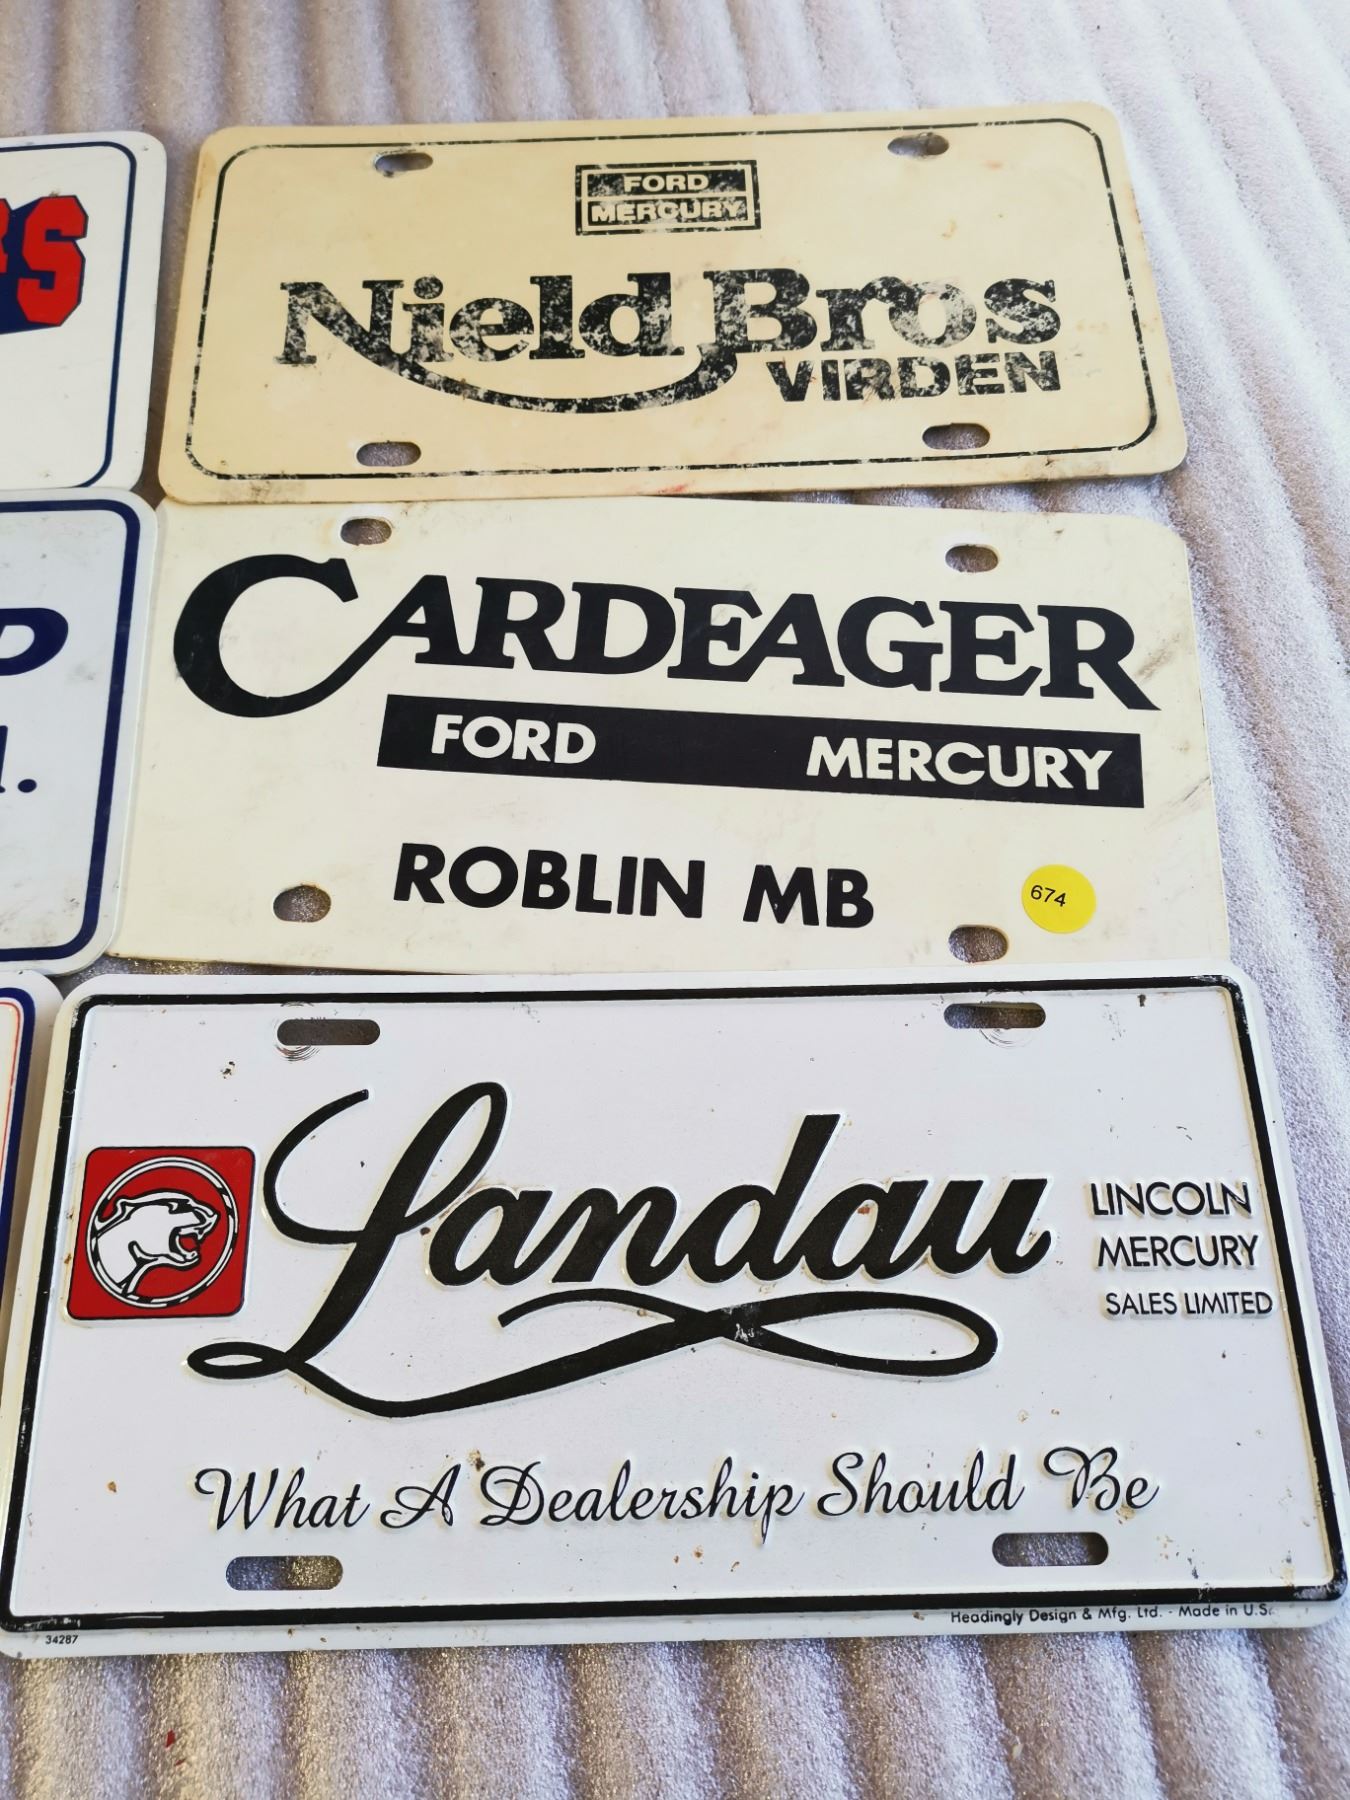 RS
FORD
MERCURY
Nield Bros
VIRDEN
P
CARDEAGER
FORD MERCURY
ROBLIN MB
674
Landau
LINCOLN
MERCURY
SALES LIMITED
What A Dealership Should Be
Headingly Design & Mfg. Ltd. - Made in U.S.
34287